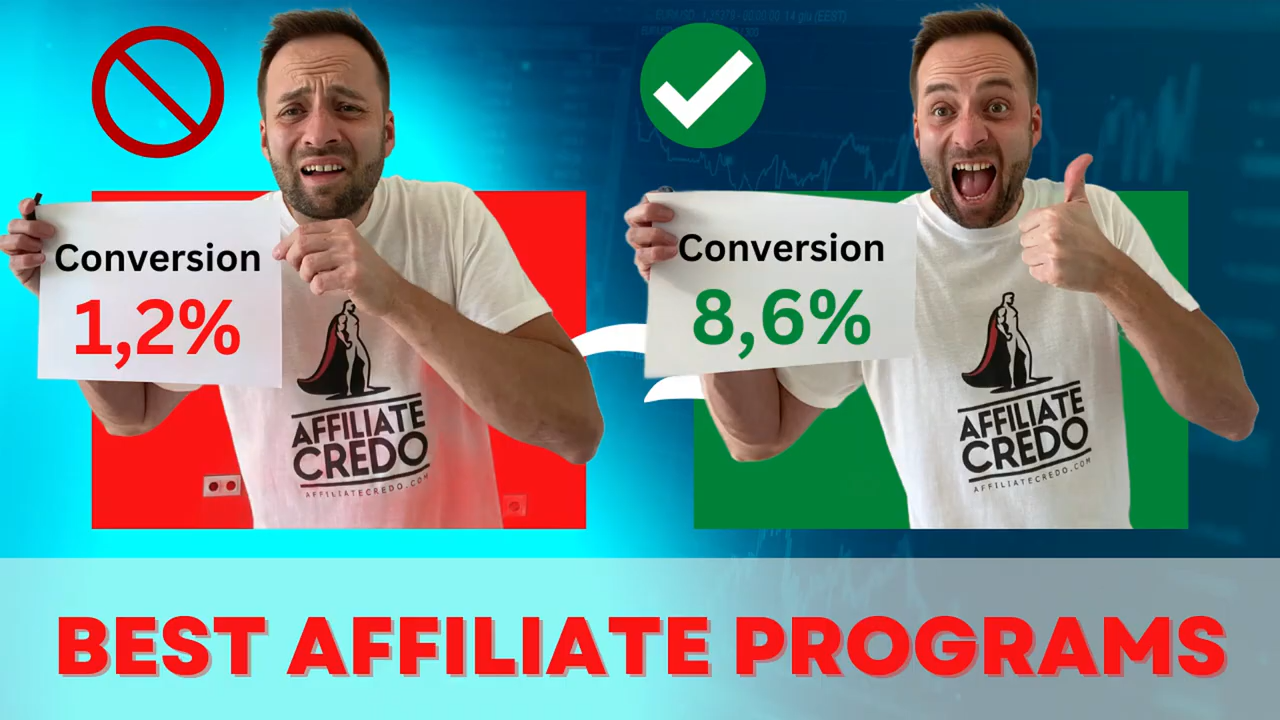 Conversion
1,2%
AFFILIATE
CREDO
AFFILIATECREDO.COM
Conversion
8,6%
AFFILIATE
CREDO
AFFILIATECREDO.COM
BEST AFFILIATE PROGRAMS